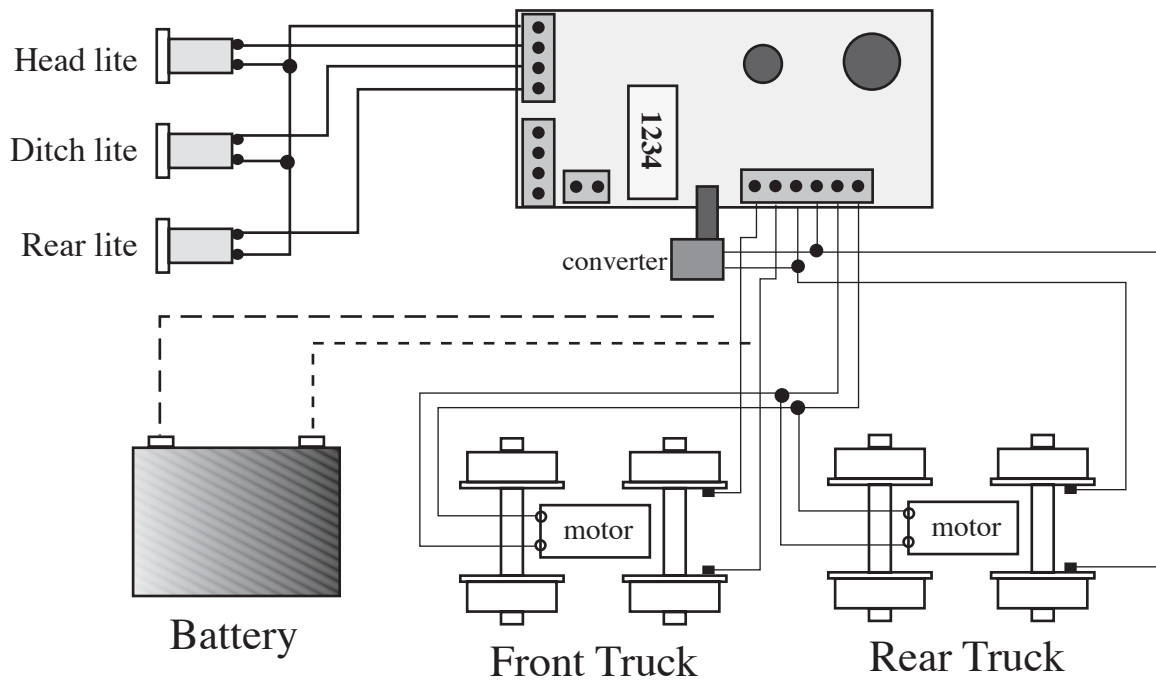 Head lite
Ditch lite
Rear lite
1234
converter
motor
motor
Battery
Front Truck
Rear Truck